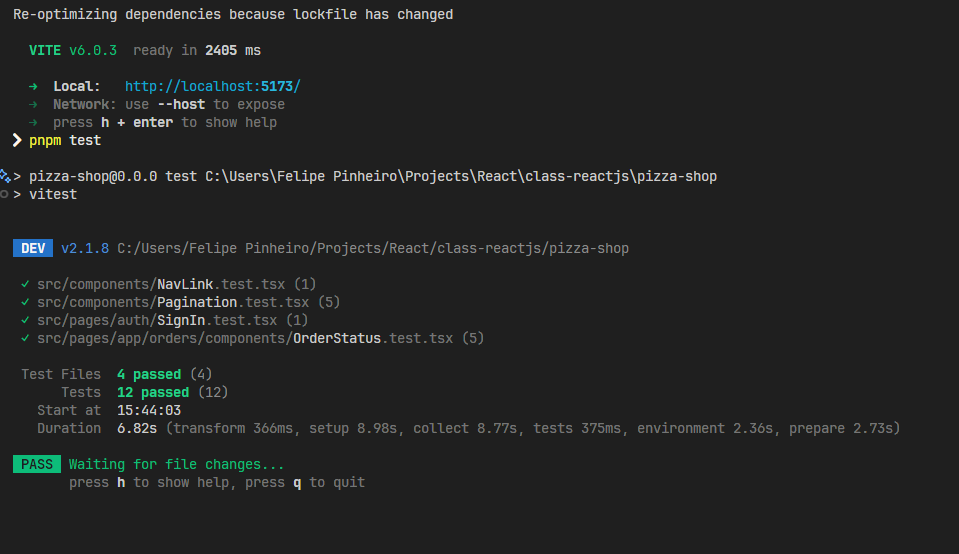 Re-optimizing dependencies because lockfile has changed
VITE v6.0.3 ready in 2405 ms
➜ Local: http://localhost:5173/
➜ Network: use --host to expose
➜ press h + enter to show help
❯ pnpm test
> pizza-shop@0.0.0 test C:\Users\Felipe Pinheiro\Projects\React\class-reactjs\pizza-shop
> vitest
DEV v2.1.8 C:/Users/Felipe Pinheiro/Projects/React/class-reactjs/pizza-shop
✓ src/components/NavLink.test.tsx (1)
✓ src/components/Pagination.test.tsx (5)
✓ src/pages/auth/SignIn.test.tsx (1)
✓ src/pages/app/orders/components/OrderStatus.test.tsx (5)
Test Files 4 passed (4)
Tests 12 passed (12)
Start at 15:44:03
Duration 6.82s (transform 366ms, setup 8.98s, collect 8.77s, tests 375ms, environment 2.36s, prepare 2.73s)
PASS Waiting for file changes...
press h to show help, press q to quit